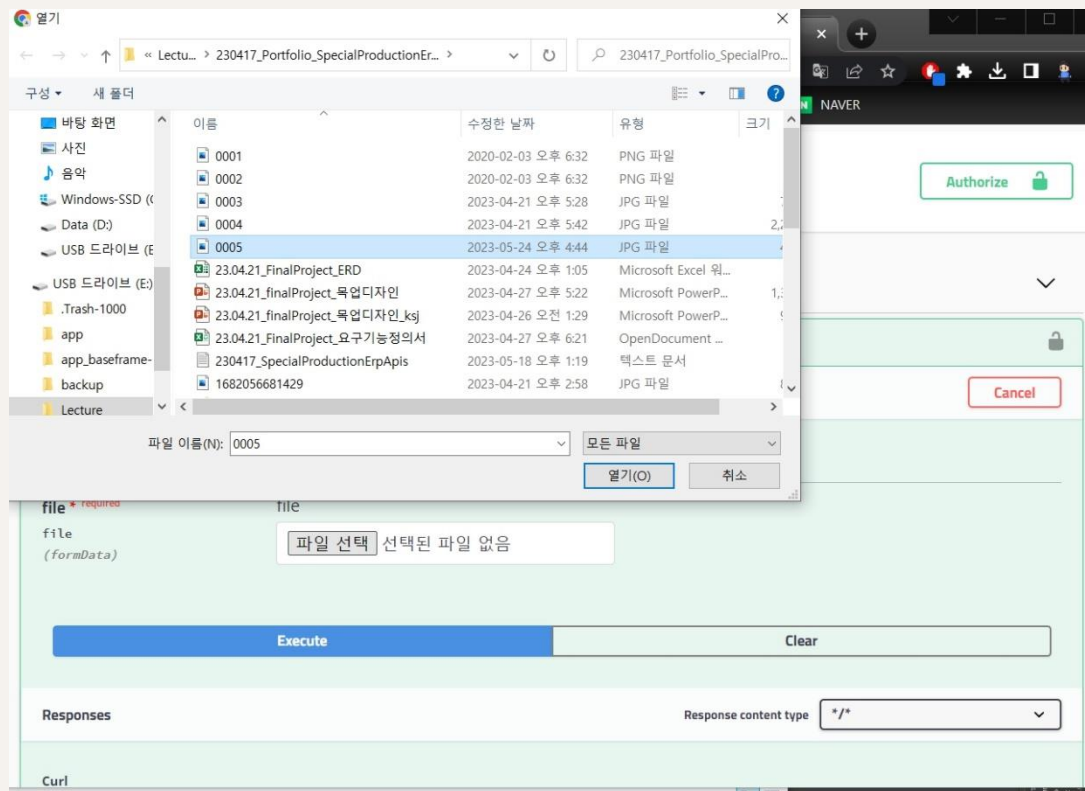 열기
« Lectu... > 230417_Portfolio_SpecialProductionEr... >
230417_Portfolio_SpecialPro...
NAVER
구성 새 폴더
이름 수정한 날짜 유형 크기
바탕 화면
사진
음악
Windows-SSD (
Data (D:)
USB 드라이브 (E
USB 드라이브 (E:)
.Trash-1000
app
app_baseframe-
backup
Lecture
0001 2020-02-03 오후 6:32 PNG 파일
0002 2020-02-03 오후 6:32 PNG 파일
0003 2023-04-21 오후 5:28 JPG 파일
0004 2023-04-21 오후 5:42 JPG 파일
0005 2023-05-24 오후 4:44 JPG 파일
23.04.21_FinalProject_ERD 2023-04-24 오후 1:05 Microsoft Excel 워...
23.04.21_finalProject_목업디자인 2023-04-27 오후 5:22 Microsoft PowerP...
23.04.21_finalProject_목업디자인_ksj 2023-04-26 오전 1:29 Microsoft PowerP...
23.04.21_FinalProject_요구기능정의서 2023-04-27 오후 6:21 OpenDocument ...
230417_SpecialProductionErpApis 2023-05-18 오후 1:19 텍스트 문서
1682056681429 2023-04-21 오후 2:58 JPG 파일
파일 이름(N): 0005 모든 파일
열기(O) 취소
Authorize
Cancel
file * required file
file
(formData)
파일 선택 선택된 파일 없음
Execute Clear
Responses Response content type */*
Curl